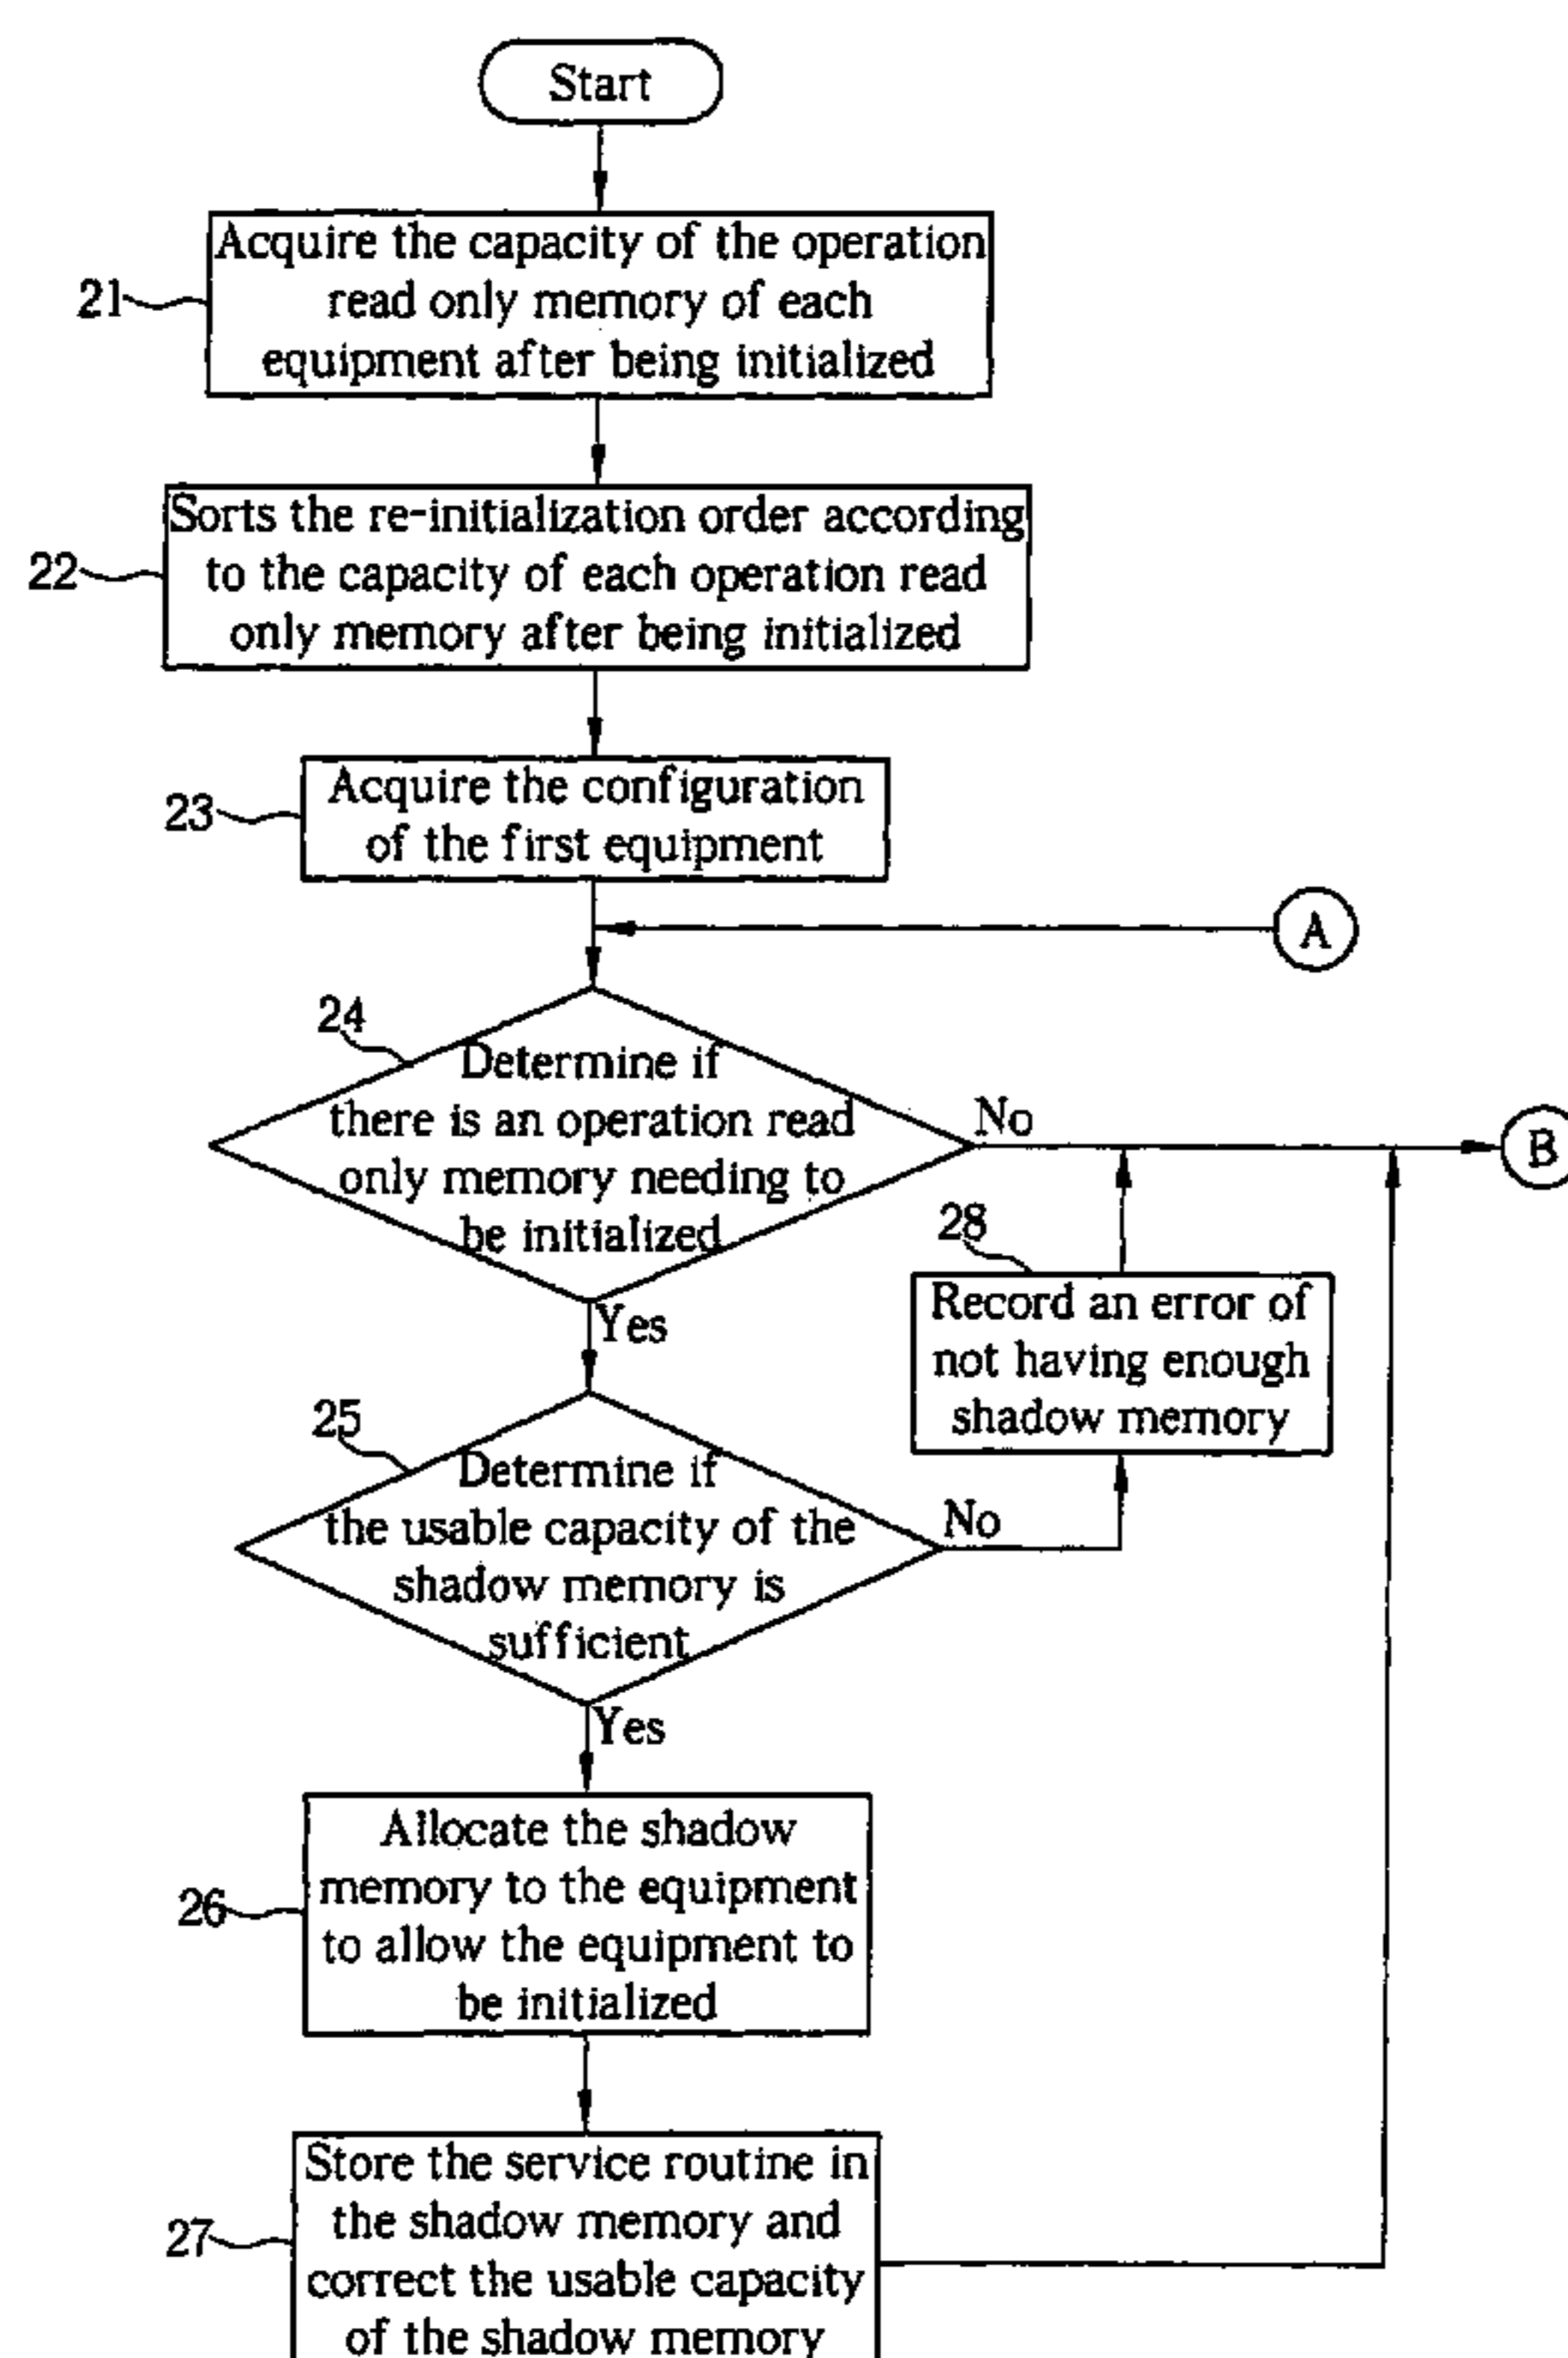 Start
21
Acquire the capacity of the operation
read only memory of each
equipment after being initialized
22
Sorts the re-initialization order according
to the capacity of each operation read
only memory after being initialized
23
Acquire the configuration
of the first equipment
A
24
Determine if
there is an operation read
only memory needing to
be initialized
No
B
Yes
28
Record an error of
not having enough
shadow memory
25
Determine if
the usable capacity of the
shadow memory is
sufficient
No
Yes
26
Allocate the shadow
memory to the equipment
to allow the equipment to
be initialized
27
Store the service routine in
the shadow memory and
correct the usable capacity
of the shadow memory